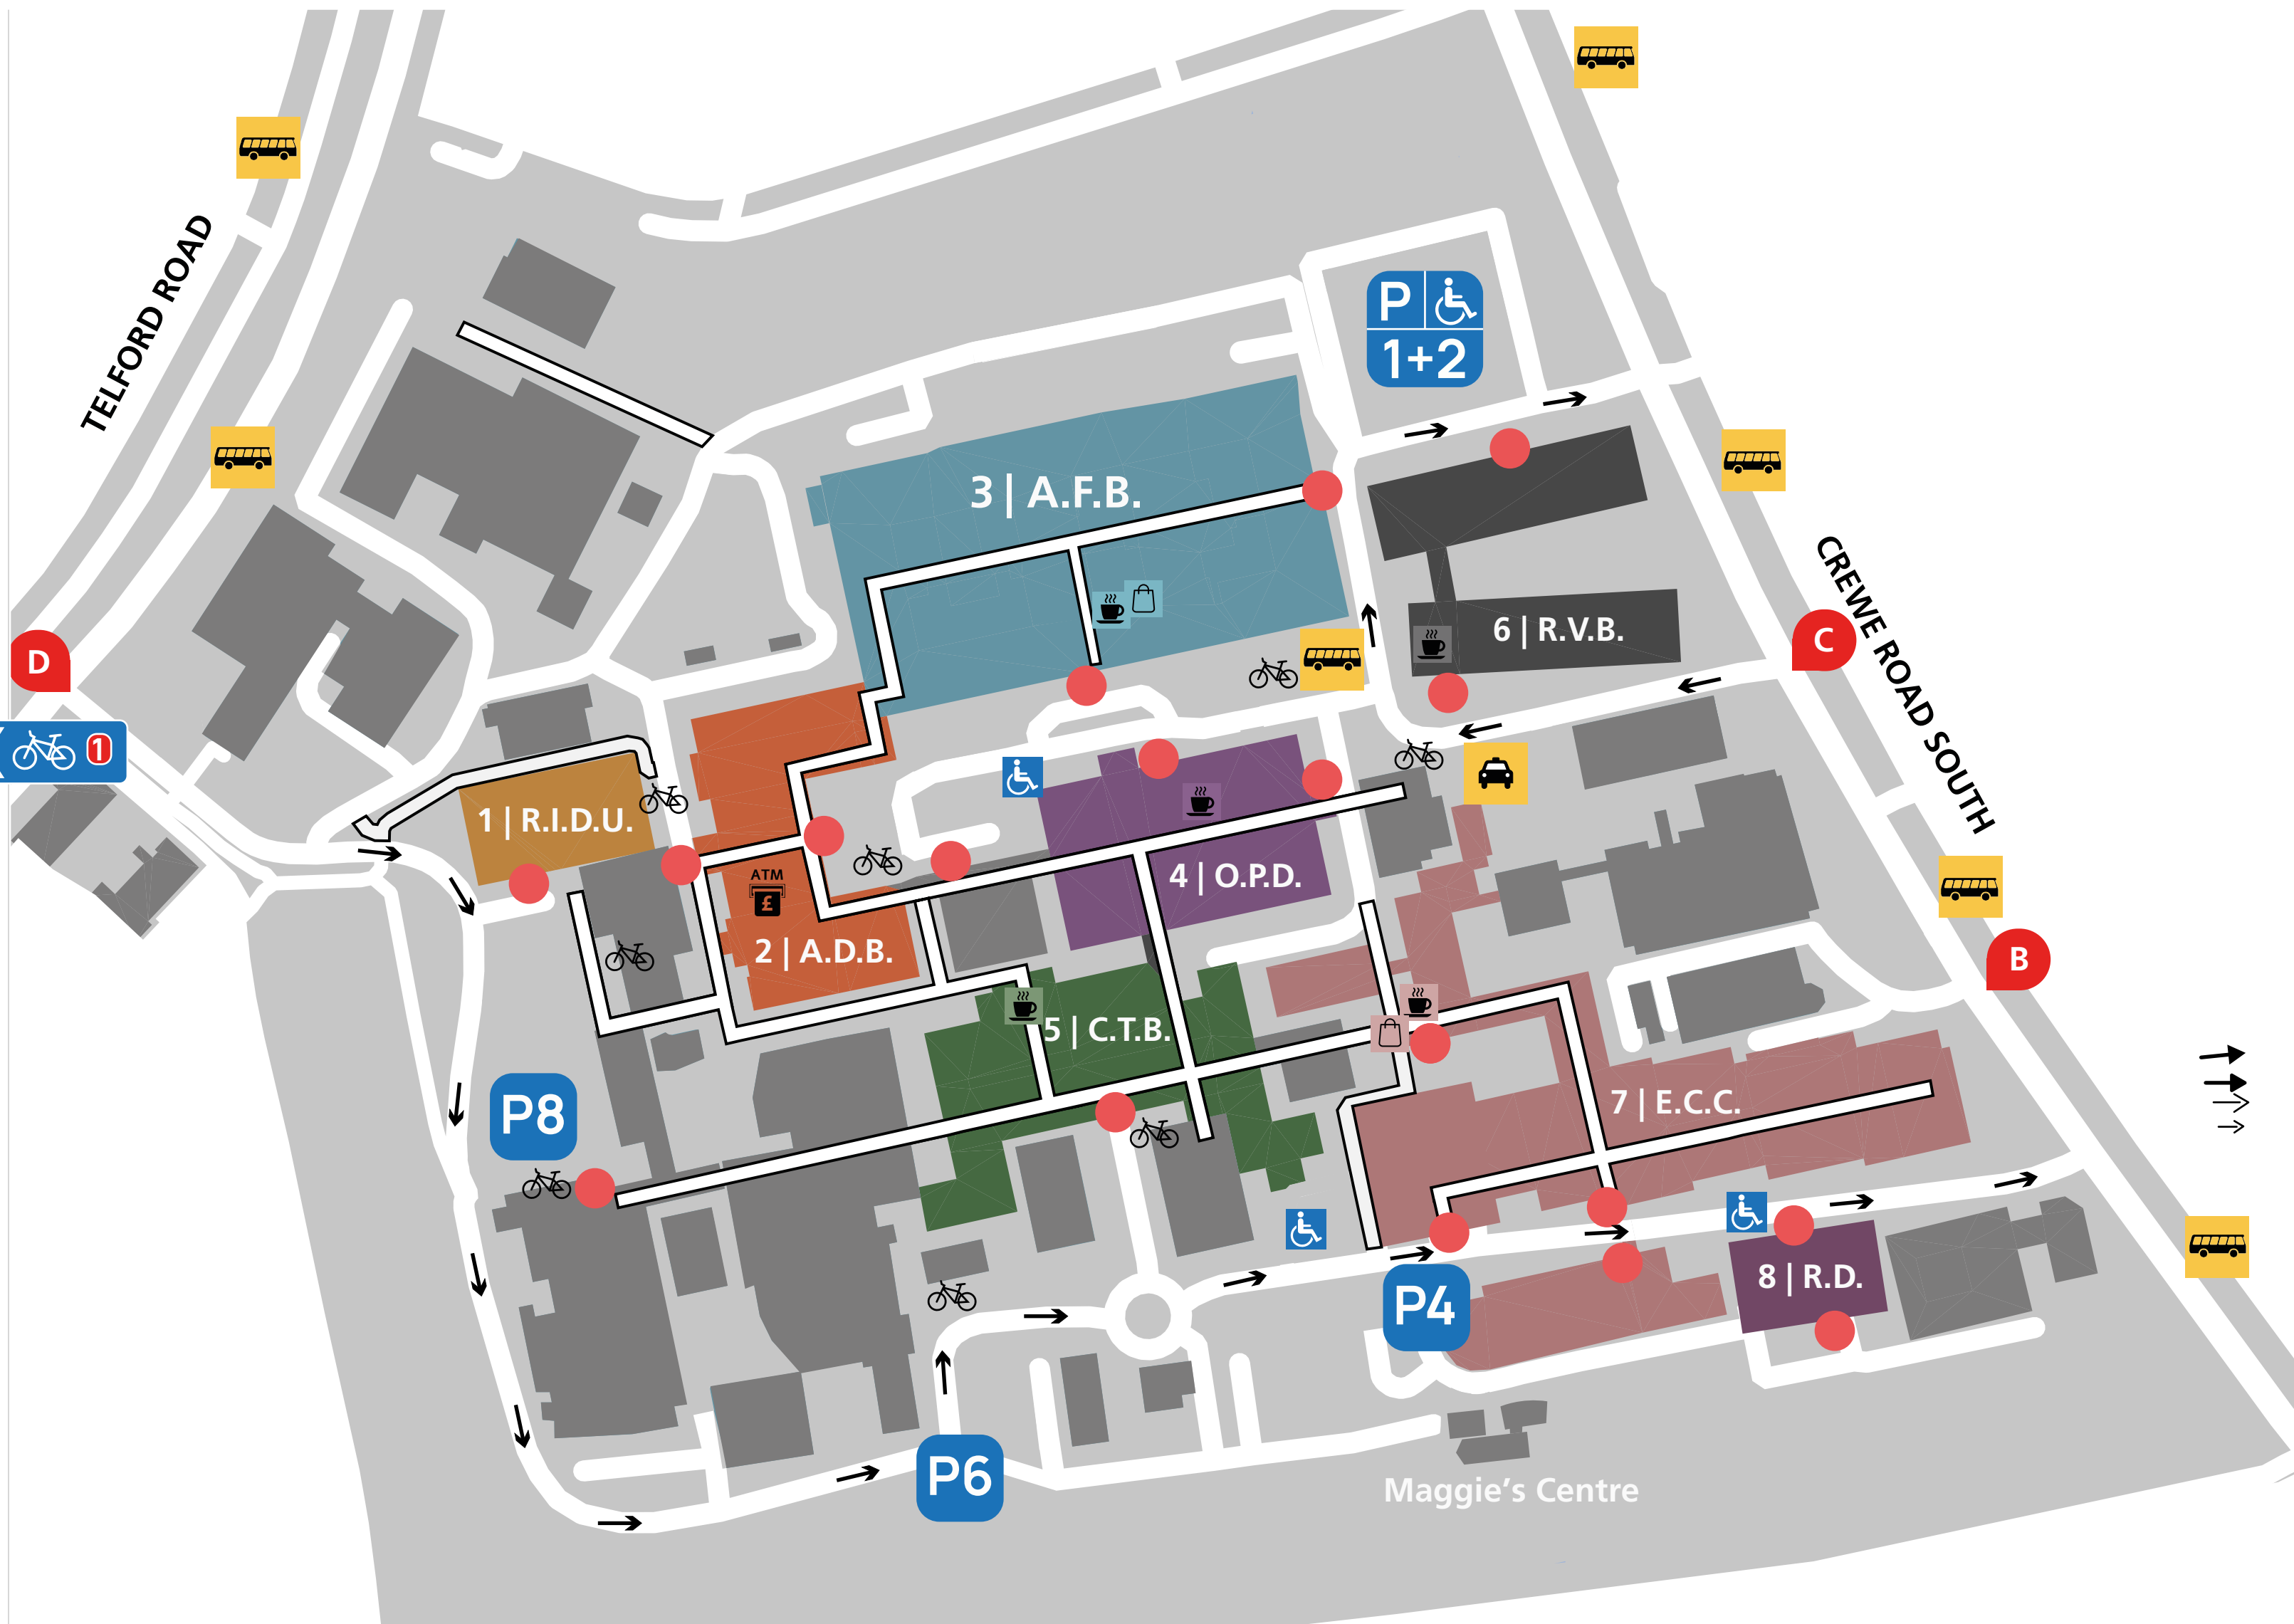 TELFORD ROAD
P
1+2
3 | A.F.B.
CREWE ROAD SOUTH
6 | R.V.B.
C
D
1
1 | R.I.D.U.
ATM
£
4 | O.P.D.
2 | A.D.B.
B
5 | C.T.B.
P8
7 | E.C.C.
8 | R.D.
P4
P6
Maggie's Centre